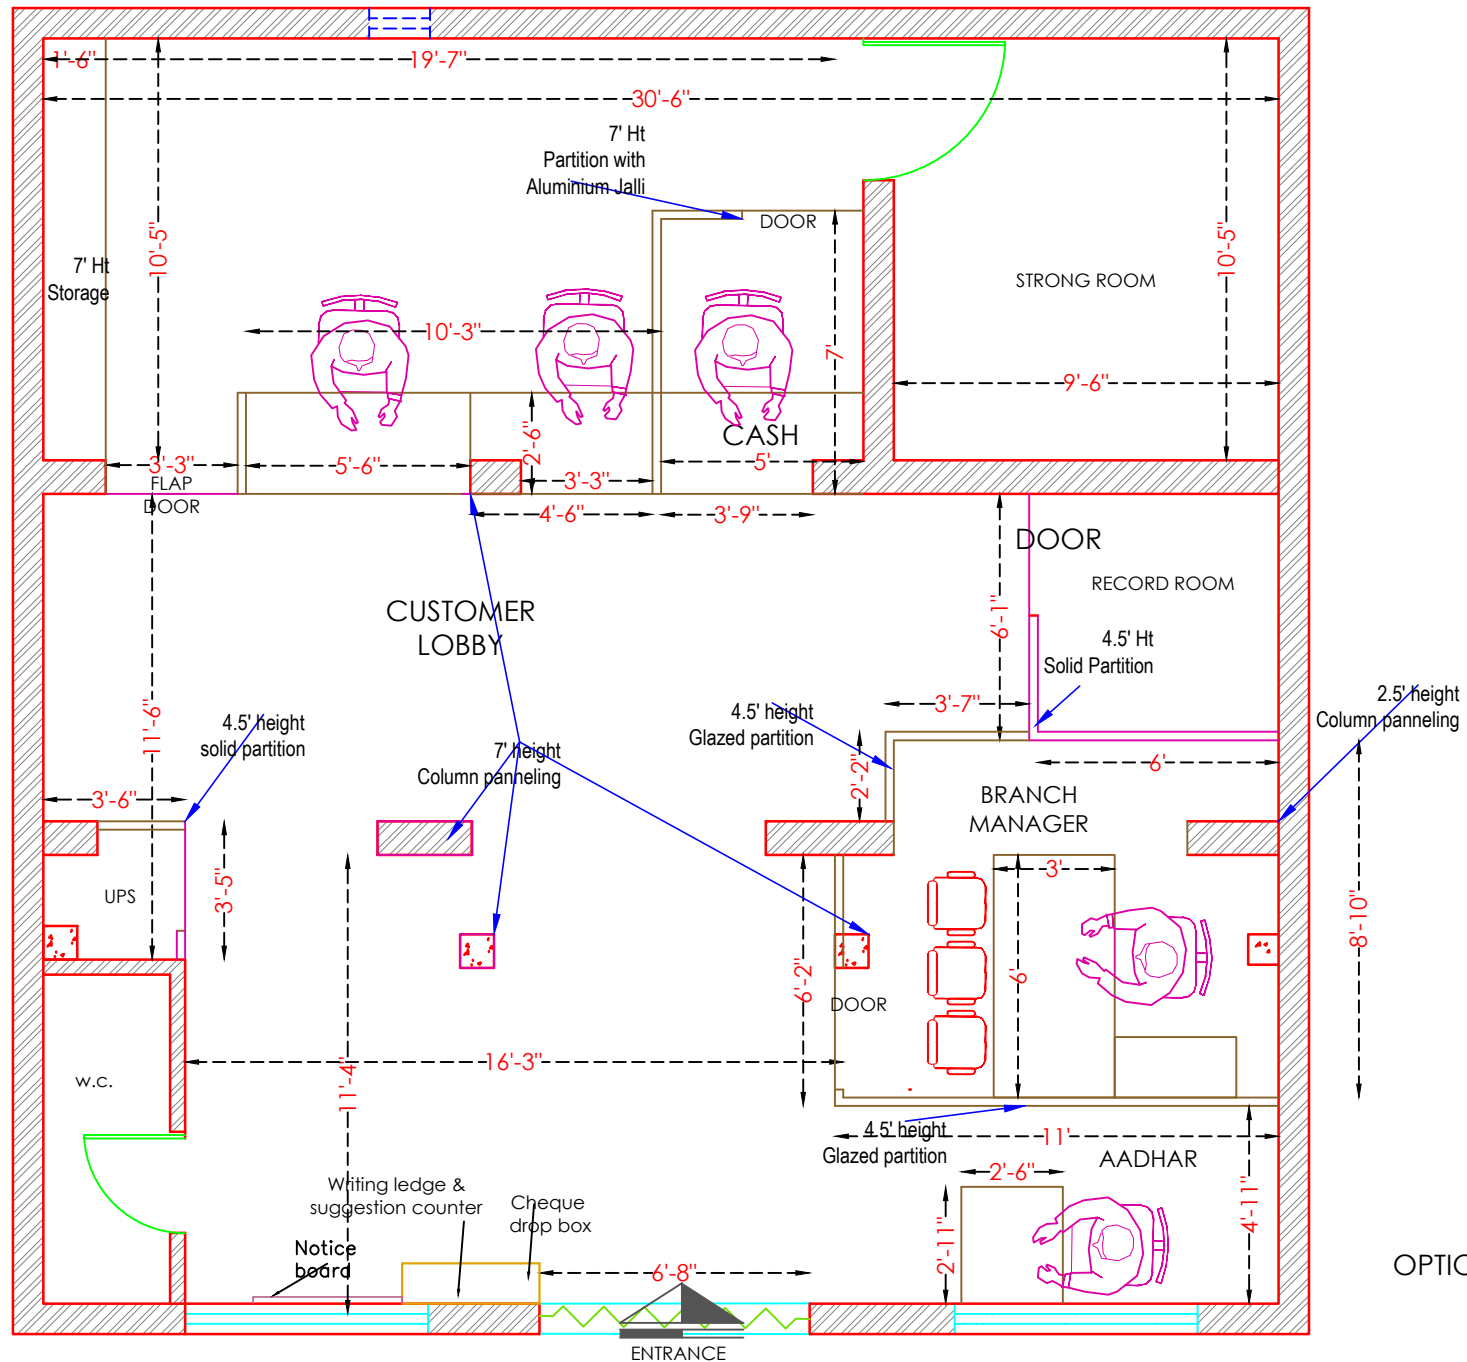 1'-6"
19'-7"
30'-6"
7' Ht
Partition with
Aluminium Jalli
DOOR
10'-5"
7' Ht
Storage
10'-5"
STRONG ROOM
10'-3"
7'
9'-6"
CASH
2'-6"
3'-3"
FLAP
DOOR
5'-6"
3'-3"
5'
4'-6"
3'-9"
DOOR
RECORD ROOM
CUSTOMER
LOBBY
6'-1"
4.5' Ht
Solid Partition
11'-6"
4.5' height
solid partition
7' height
Column panneling
4.5' height
Glazed partition
3'-7"
2.5' height
Column panneling
2'-2"
6'
3'-6"
BRANCH
MANAGER
UPS
3'-5"
3'
8'-10"
6'-2"
6'
DOOR
16'-3"
w.c.
11'-4"
4.5' height
Glazed partition
11'
AADHAR
2'-6"
4'-11"
2'-11"
Writing ledge &
suggestion counter
Cheque
drop box
Notice
board
6'-8"
OPTIO
ENTRANCE